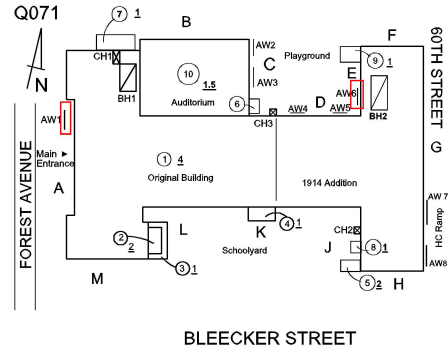 Q071
B
F
7 1
N
CH1
BH1
AW2
C
AW3
Playground
9 1
E
10 1.5
Auditorium
6
AW6
D
AW4
AW5
CH3
BH2
60TH STREET
G
AW1
Main
Entrance
A
1 4
Original Building
1914 Addition
FOREST AVENUE
AW 7
HC Ramp
AW8
L
K
4 1
CH2
J
8 1
2
2
3 1
Schoolyard
5 2
M
H
BLEECKER STREET